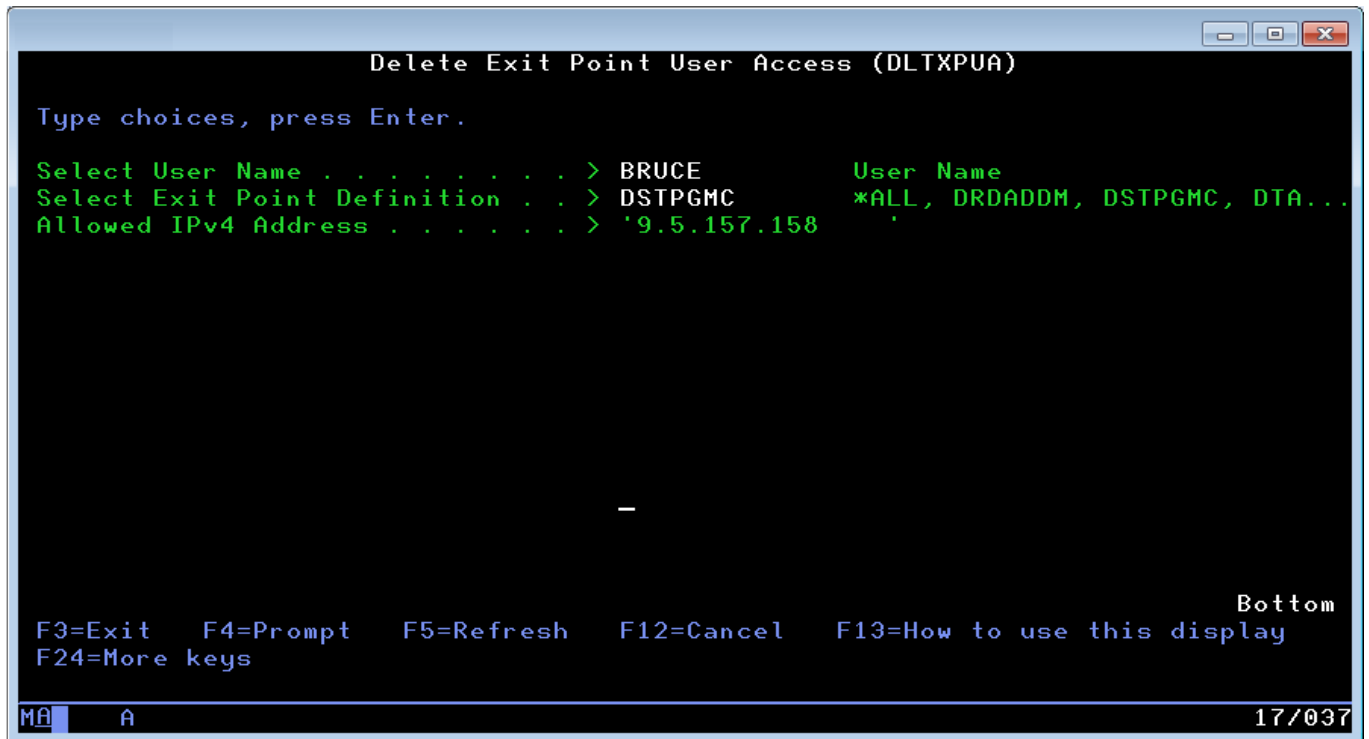 Delete Exit Point User Access (DLTXPUA)
Type choices, press Enter.
Select User Name . . . . . . . . > BRUCE User Name
Select Exit Point Definition . . > DSTPGMC *ALL, DRDADDM, DSTPGMC, DTA...
Allowed IPv4 Address . . . . . . > '9.5.157.158 '
Bottom
F3=Exit F4=Prompt F5=Refresh F12=Cancel F13=How to use this display
F24=More keys
MA A 17/037